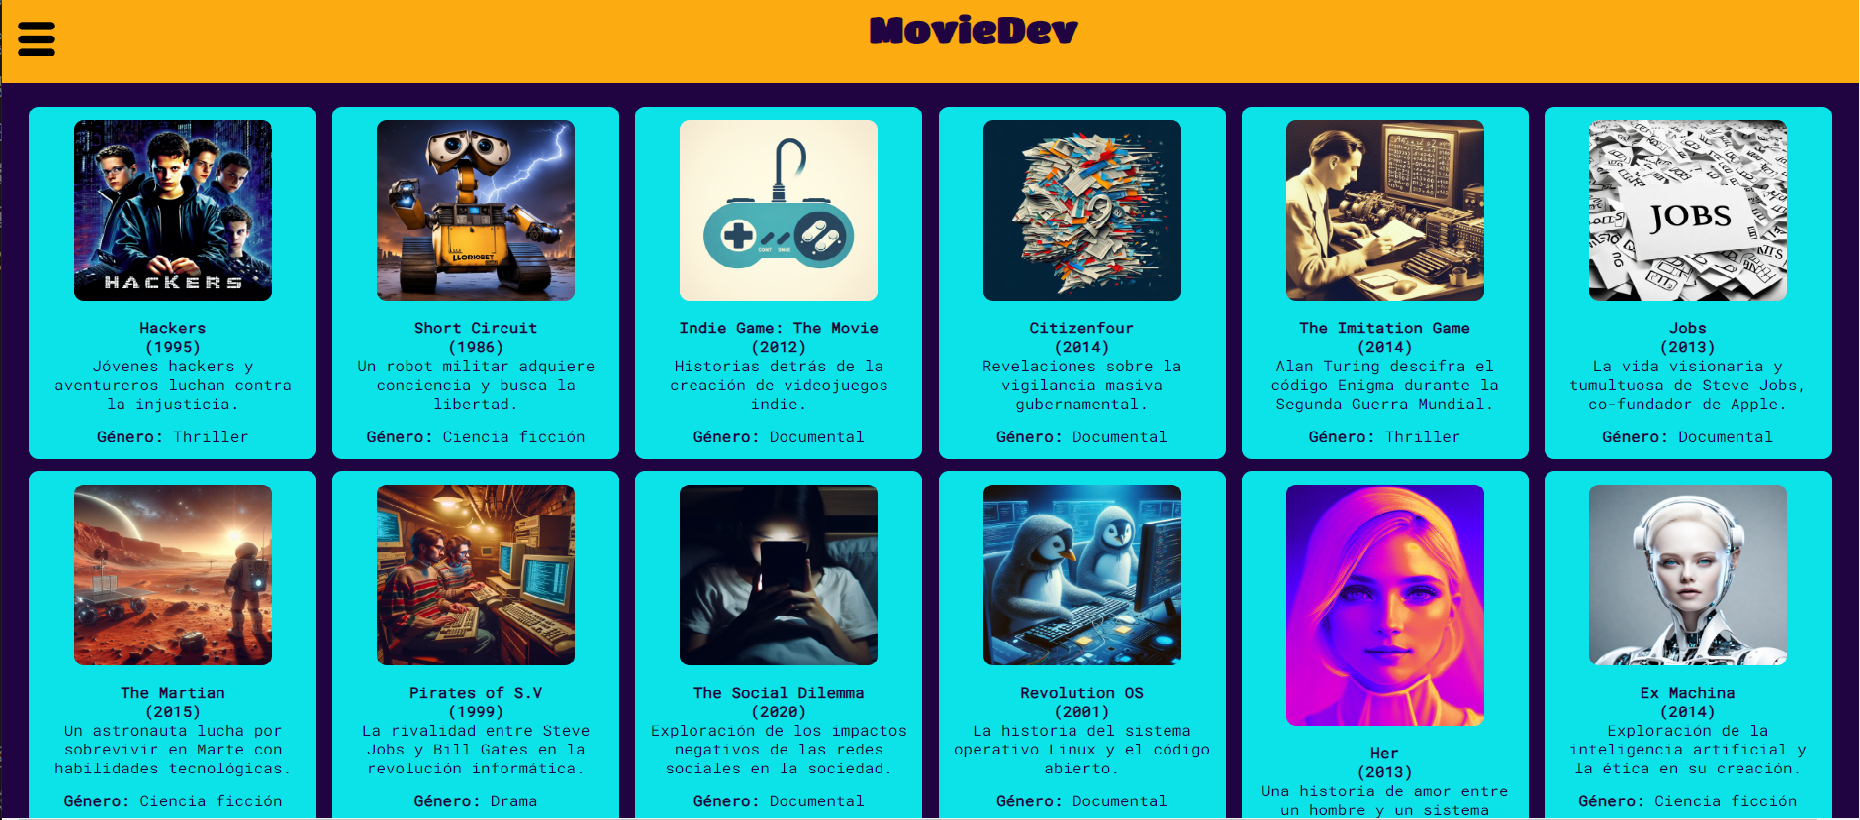 MovieDev
HACKERS
JOBS
Hackers
(1995)
Jóvenes hackers y
aventureros luchan contra
la injusticia.
Género: Thriller
Short Circuit
(1986)
Un robot militar adquiere
conciencia y busca la
libertad.
Género: Ciencia ficción
Indie Game: The Movie
(2012)
Historias detrás de la
creación de videojuegos
indie.
Género: Documental
Citizenfour
(2014)
Revelaciones sobre la
vigilancia masiva
gubernamental.
Género: Documental
The Imitation Game
(2014)
Alan Turing descifra el
código Enigma durante la
Segunda Guerra Mundial.
Género: Thriller
Jobs
(2013)
La vida visionaria y
tumultuosa de Steve Jobs,
co-fundador de Apple.
Género: Documental
The Martian
(2015)
Un astronauta lucha por
sobrevivir en Marte con
habilidades tecnológicas.
Género: Ciencia ficción
Pirates of S.V
(1999)
La rivalidad entre Steve
Jobs y Bill Gates en la
revolución informática.
Género: Drama
The Social Dilemma
(2020)
Exploración de los impactos
negativos de las redes
sociales en la sociedad.
Género: Documental
Revolution OS
(2001)
La historia del sistema
operativo Linux y el código
abierto.
Género: Documental
Her
(2013)
Una historia de amor entre
un hombre y un sistema
Ex Machina
(2014)
Exploración de la
inteligencia artificial y
la ética en su creación.
Género: Ciencia ficción